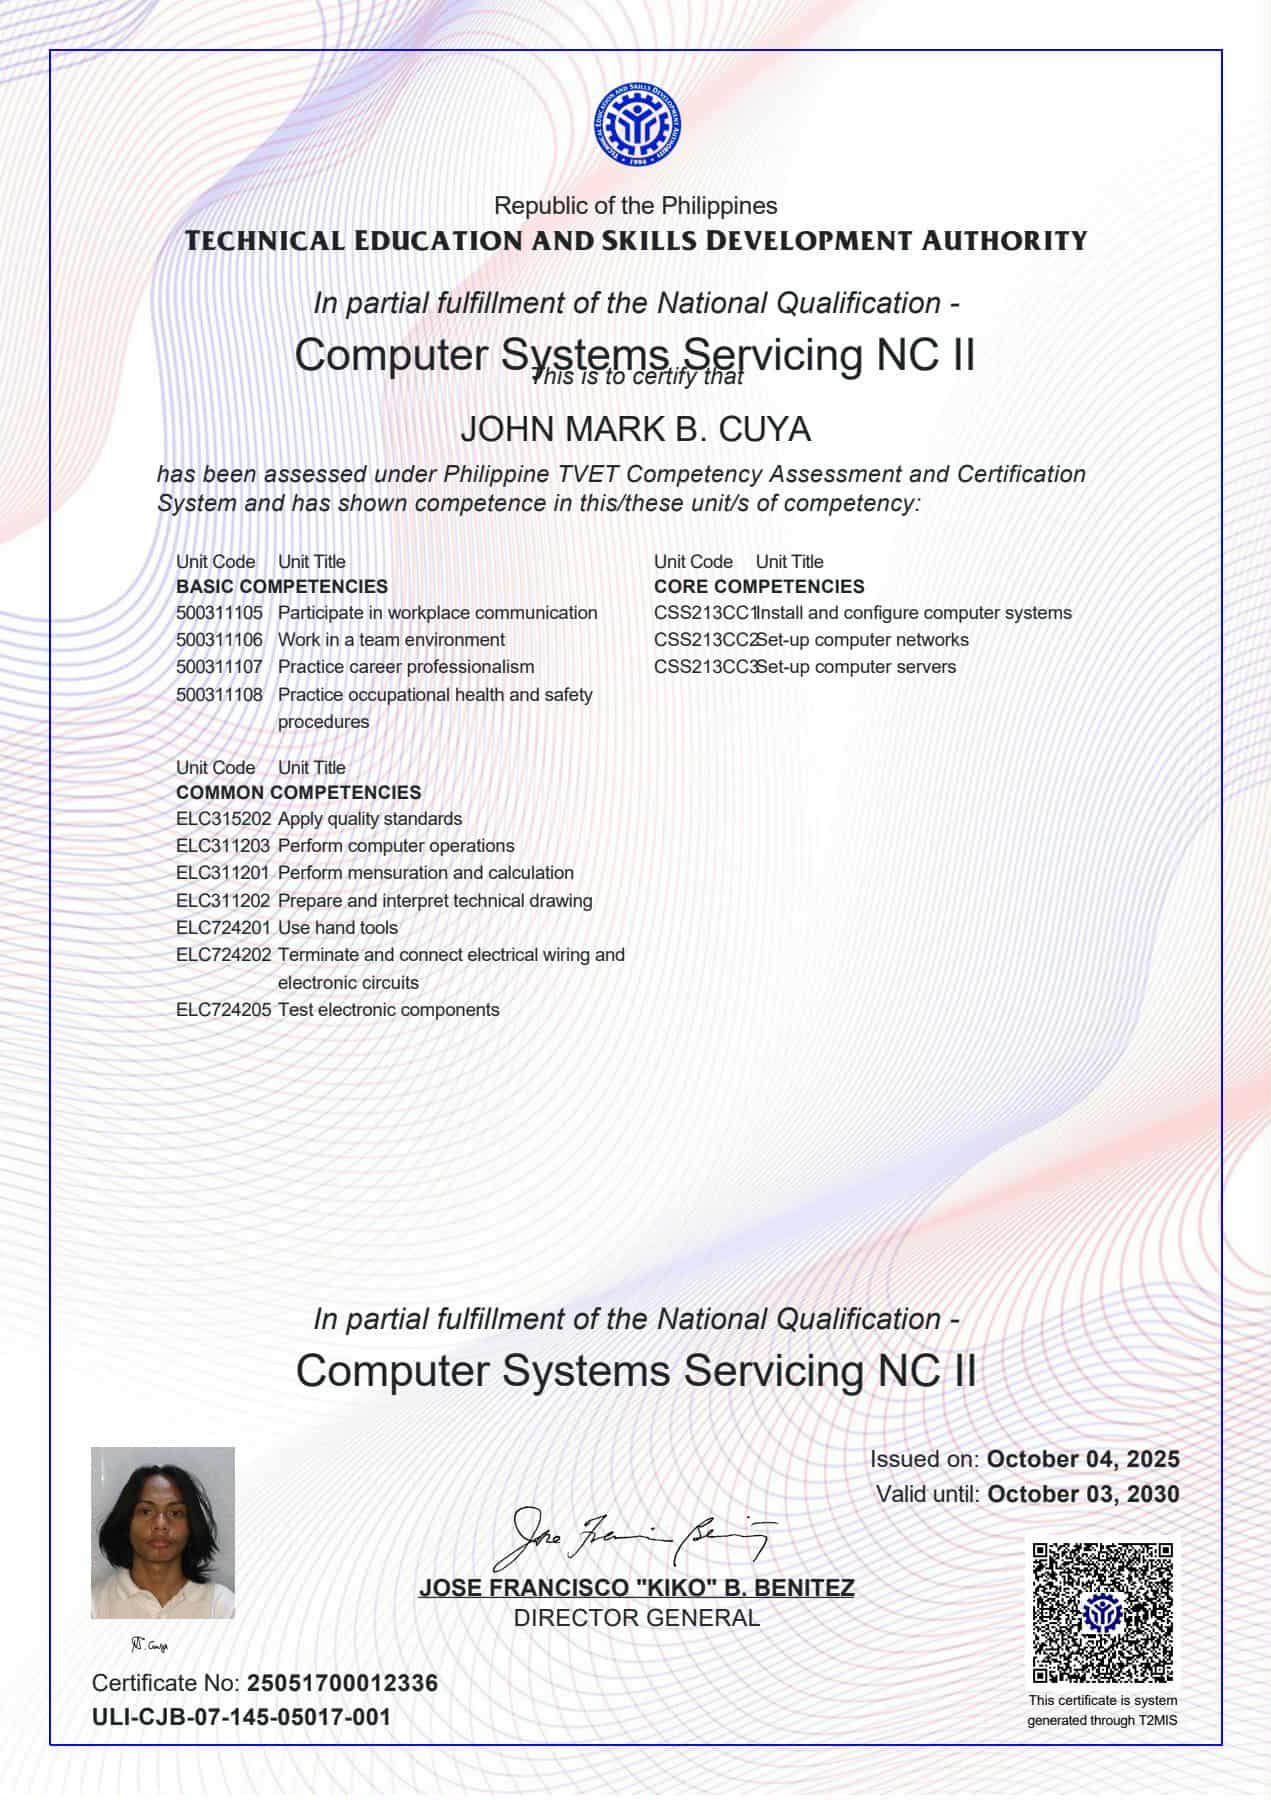 TECHNICAL EDUCATION AND SKILLS DEVELOPMENT AUTHORITY
1994
Republic of the Philippines
TECHNICAL EDUCATION AND SKILLS DEVELOPMENT AUTHORITY
In partial fulfillment of the National Qualification -
Computer Systems Servicing NC II
This is to certify that
JOHN MARK B. CUYA
has been assessed under Philippine TVET Competency Assessment and Certification
System and has shown competence in this/these unit/s of competency:
Unit Code Unit Title
BASIC COMPETENCIES
500311105 Participate in workplace communication
500311106 Work in a team environment
500311107 Practice career professionalism
500311108 Practice occupational health and safety
procedures
Unit Code Unit Title
COMMON COMPETENCIES
ELC315202 Apply quality standards
ELC311203 Perform computer operations
ELC311201 Perform mensuration and calculation
ELC311202 Prepare and interpret technical drawing
ELC724201 Use hand tools
ELC724202 Terminate and connect electrical wiring and
electronic circuits
ELC724205 Test electronic components
Unit Code Unit Title
CORE COMPETENCIES
CSS213CC1 Install and configure computer systems
CSS213CC2 Set-up computer networks
CSS213CC3 Set-up computer servers
In partial fulfillment of the National Qualification -
Computer Systems Servicing NC II
Issued on: October 04, 2025
Valid until: October 03, 2030
JOSE FRANCISCO "KIKO" B. BENITEZ
DIRECTOR GENERAL
Certificate No: 25051700012336
ULI-CJB-07-145-05017-001
This certificate is system
generated through T2MIS